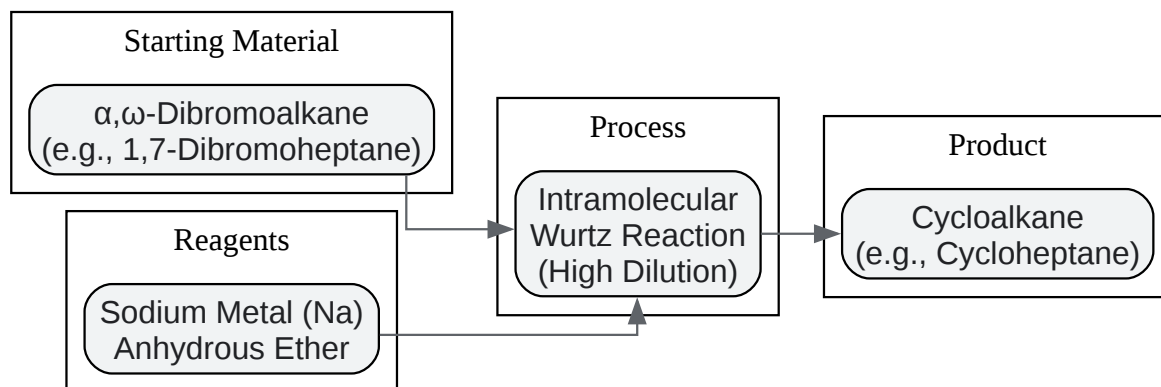 Starting Material
α,ω-Dibromoalkane
(e.g., 1,7-Dibromoheptane)
Reagents
Sodium Metal (Na)
Anhydrous Ether
Process
Intramolecular
Wurtz Reaction
(High Dilution)
Product
Cycloalkane
(e.g., Cycloheptane)